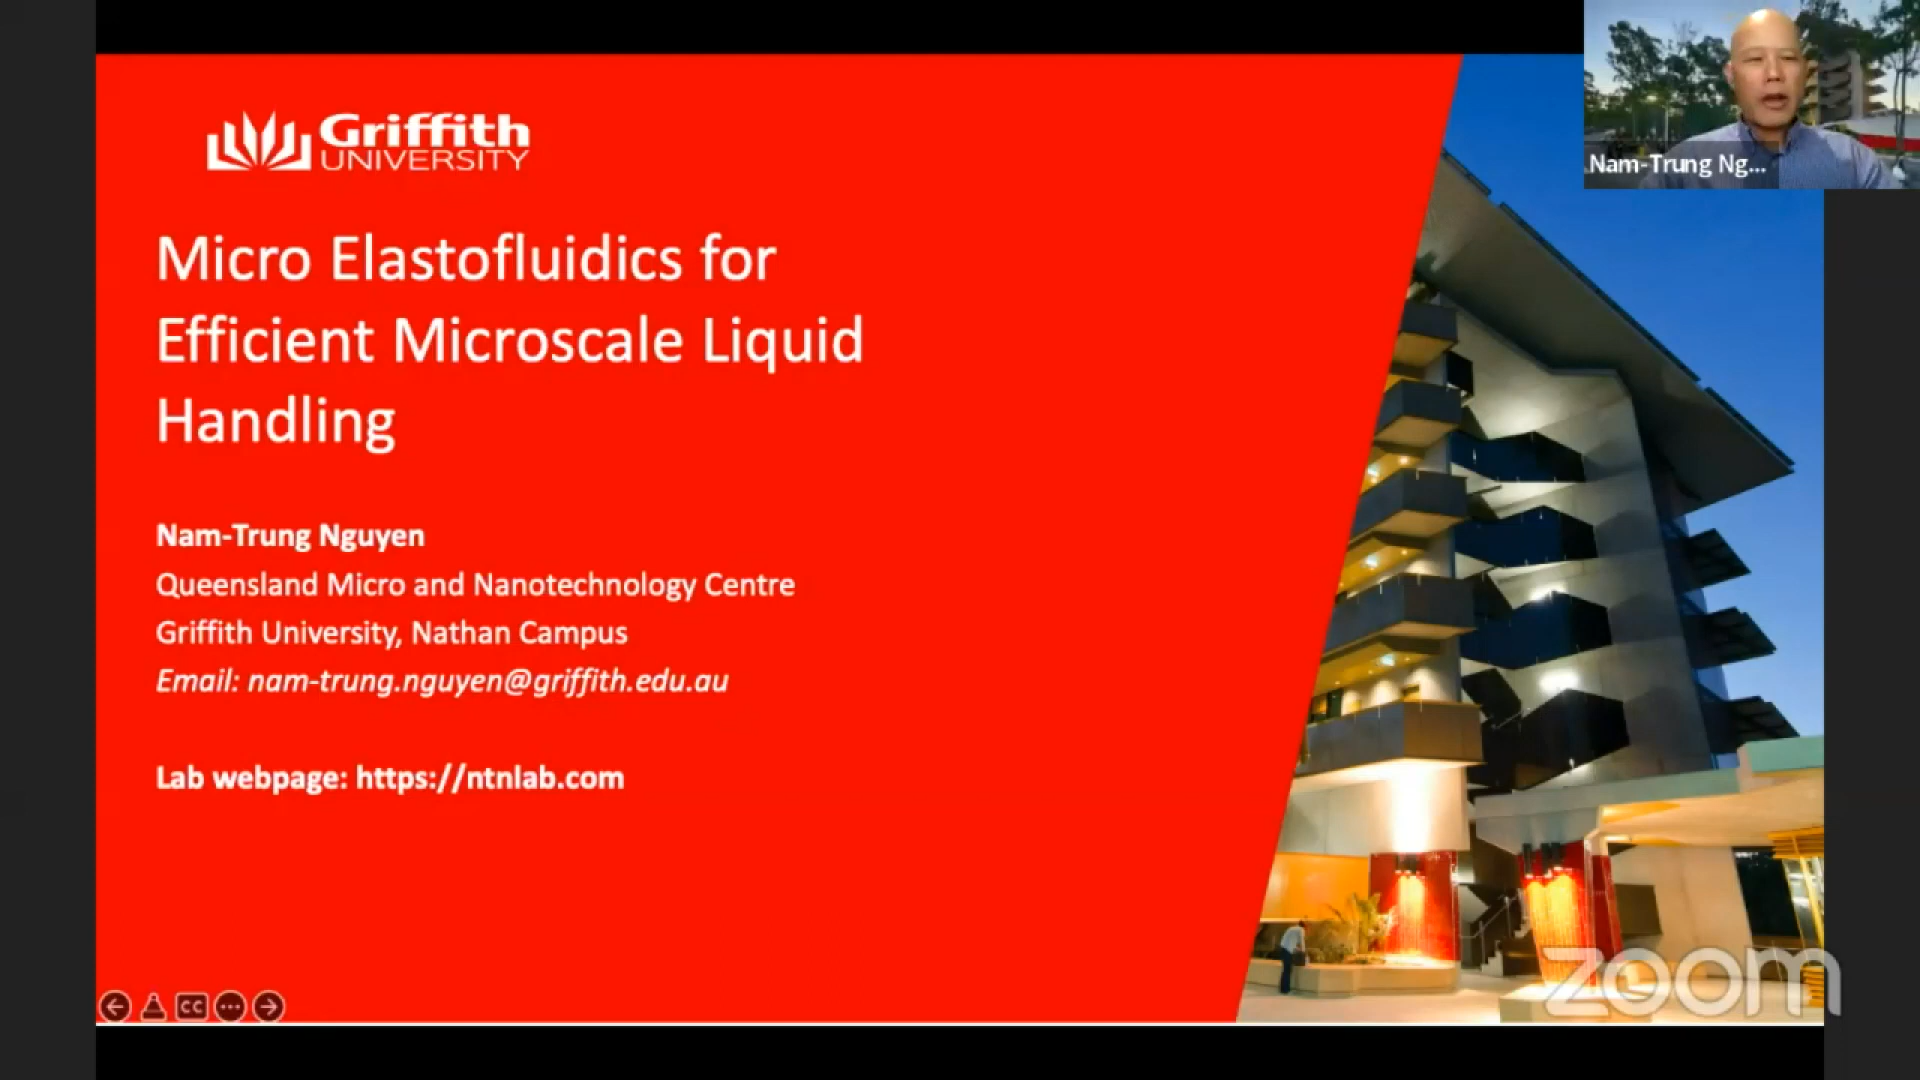 Griffith
UNIVERSITY
Micro Elastofluidics for
Efficient Microscale Liquid
Handling
Nam-Trung Nguyen
Queensland Micro and Nanotechnology Centre
Griffith University, Nathan Campus
Email: nam-trung.nguyen@griffith.edu.au
Lab webpage: https://ntnlab.com
Nam-Trung Ng...
CC
zoom